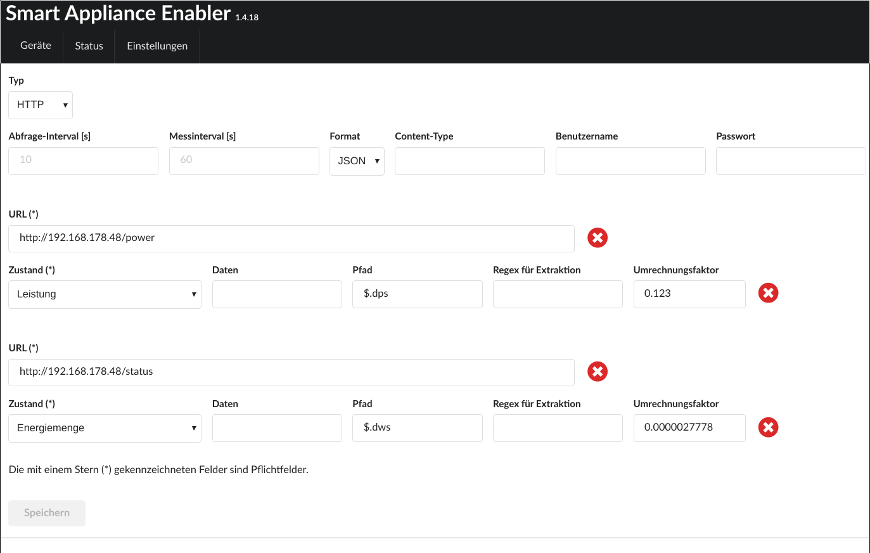 Smart Appliance Enabler 1.4.18
Geräte Status Einstellungen
Typ
HTTP
Abfrage-Interval [s] Messinterval [s] Format Content-Type Benutzername Passwort
10 60 JSON
URL (*)
http://192.168.178.48/power
Zustand (*) Daten Pfad Regex für Extraktion Umrechnungsfaktor
Leistung $.dps 0.123
URL (*)
http://192.168.178.48/status
Zustand (*) Daten Pfad Regex für Extraktion Umrechnungsfaktor
Energiemenge $.dws 0.0000027778
Die mit einem Stern (*) gekennzeichneten Felder sind Pflichtfelder.
Speichern